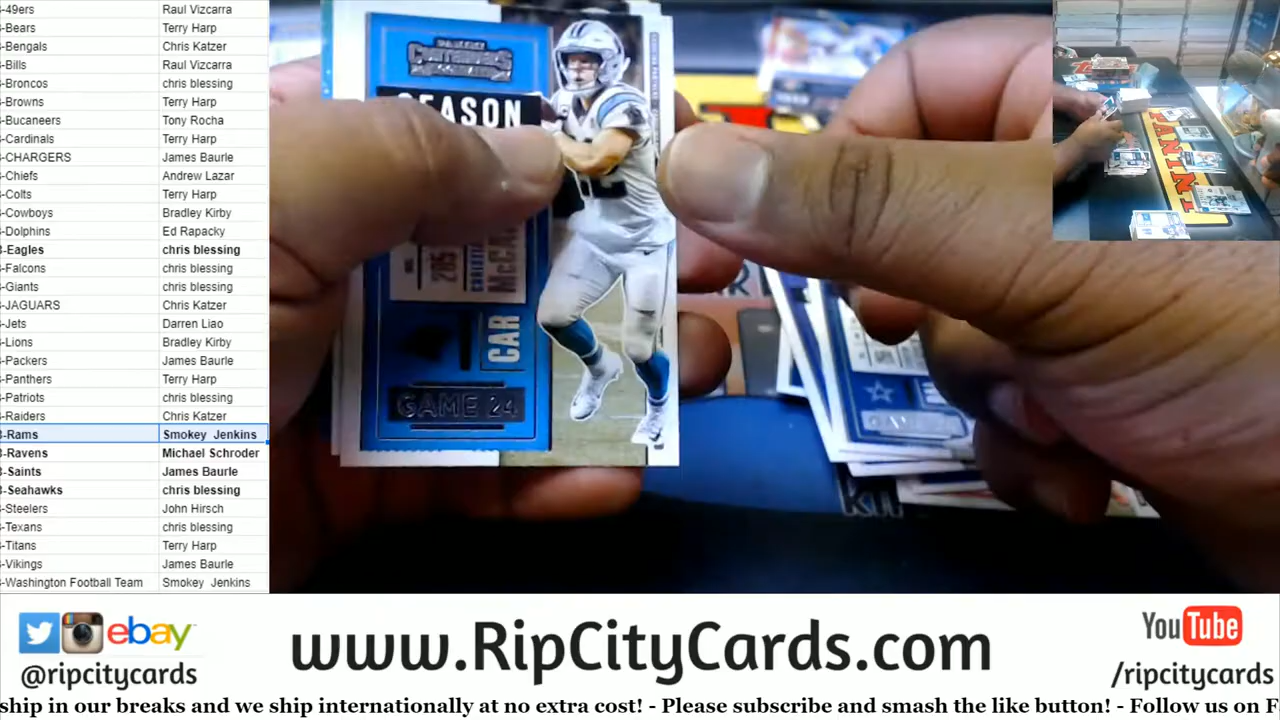 -49ers Raul Vizcarra
-Bears Terry Harp
-Bengals Chris Katzer
-Bills Raul Vizcarra
-Broncos chris blessing
-Browns Terry Harp
-Bucaneers Tony Rocha
-Cardinals Terry Harp
-CHARGERS James Baurle
-Chiefs Andrew Lazar
-Colts Terry Harp
-Cowboys Bradley Kirby
-Dolphins Ed Rapacky
-Eagles chris blessing
-Falcons chris blessing
-Giants chris blessing
-JAGUARS Chris Katzer
-Jets Darren Liao
-Lions Bradley Kirby
-Packers James Baurle
-Panthers Terry Harp
-Patriots chris blessing
-Raiders Chris Katzer
-Rams Smokey Jenkins
-Ravens Michael Schroder
-Saints James Baurle
-Seahawks chris blessing
-Steelers John Hirsch
-Texans chris blessing
-Titans Terry Harp
-Vikings James Baurle
-Washington Football Team Smokey Jenkins
CONTENDERS
SEASON
285
CAR
GAME 24
PANINI
ebay
@ripcitycards
www.RipCityCards.com
YouTube
/ripcitycards
ship in our breaks and we ship internationally at no extra cost! - Please subscribe and smash the like button! - Follow us on F